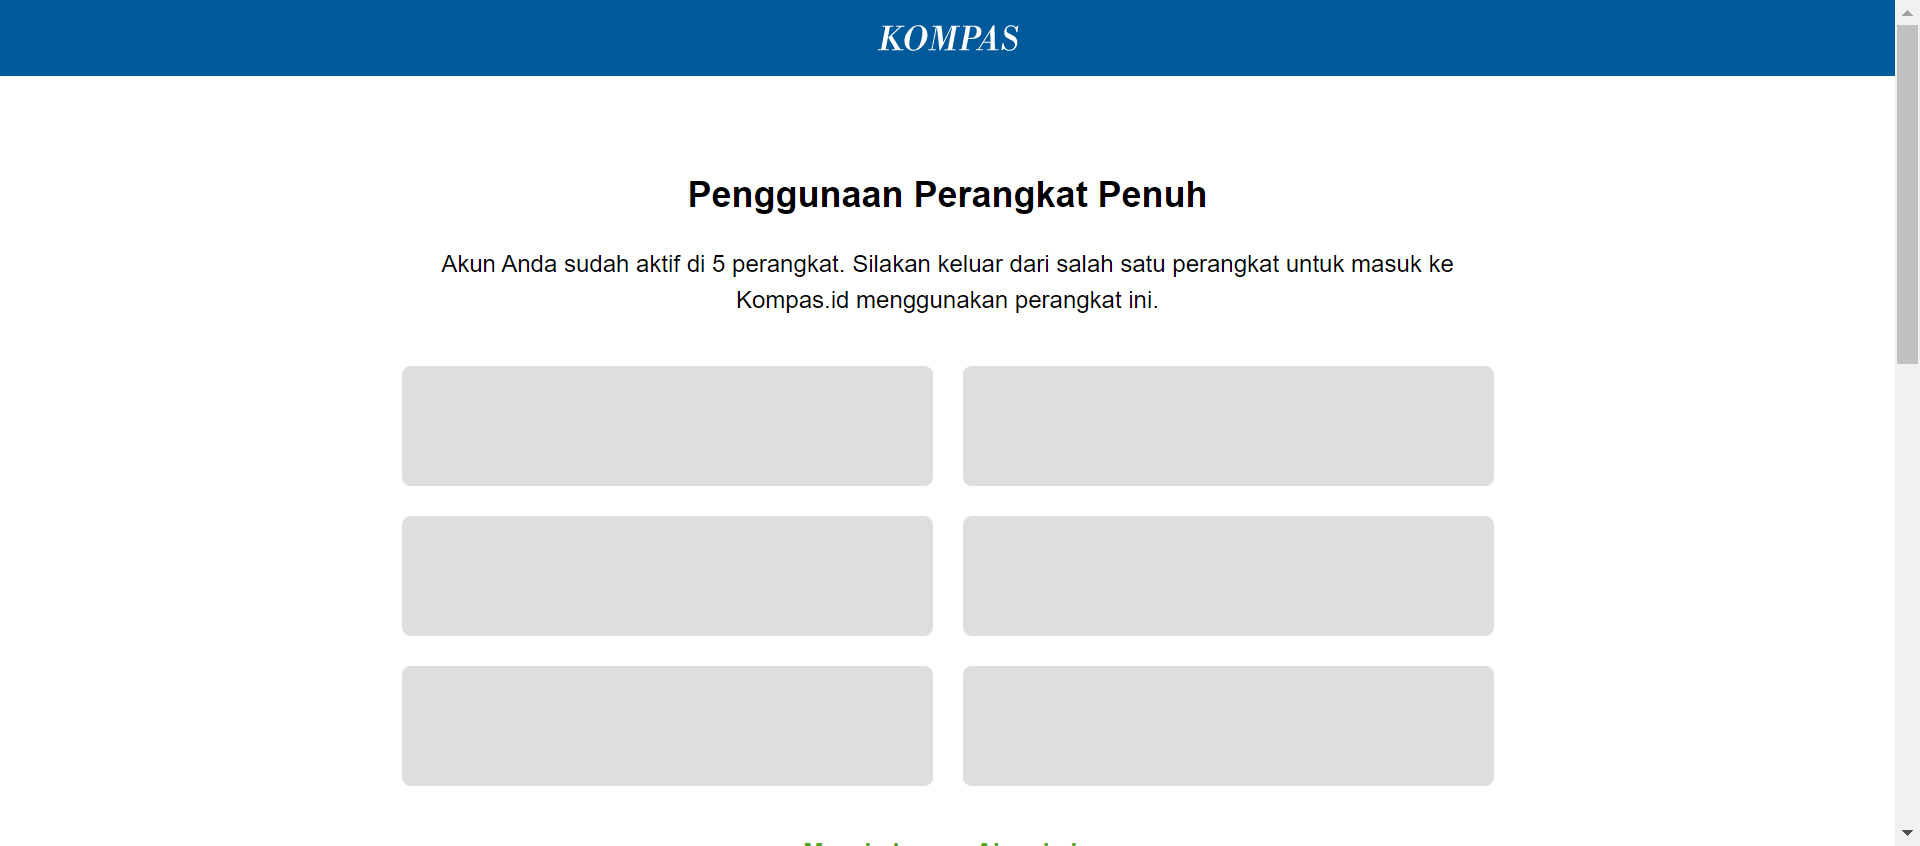 KOMPAS
Penggunaan Perangkat Penuh
Akun Anda sudah aktif di 5 perangkat. Silakan keluar dari salah satu perangkat untuk masuk ke
Kompas.id menggunakan perangkat ini.